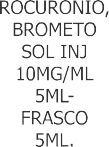 ROCURONIO,
BROMETO
SOL INJ
10MG/ML
5ML-
FRASCO
5ML.